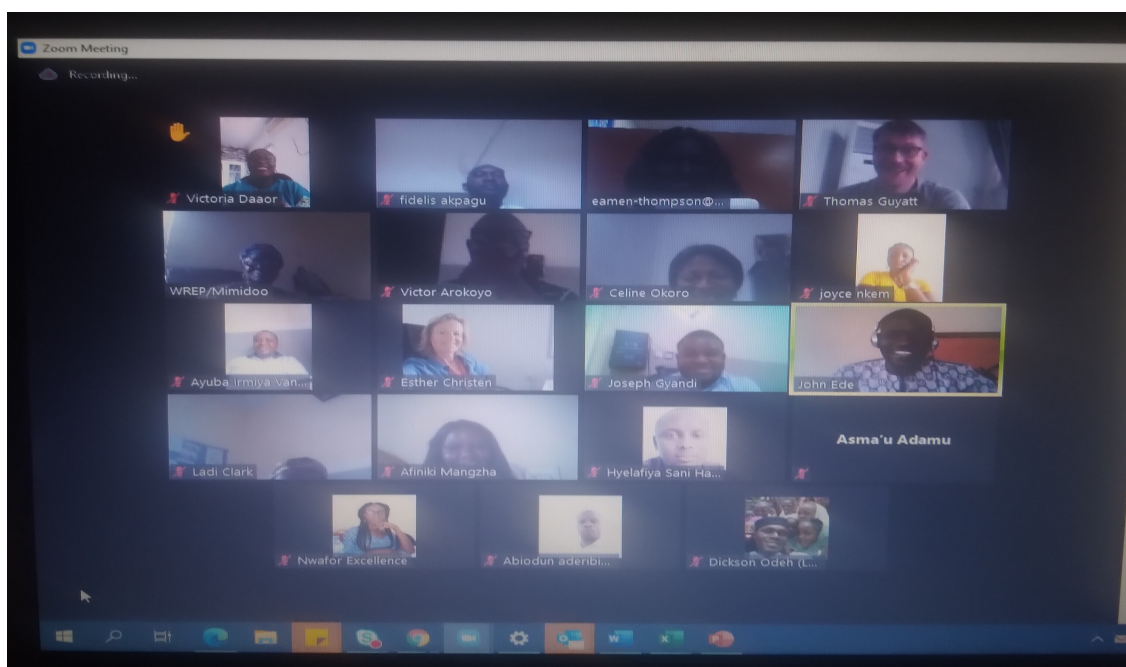 Zoom Meeting
Recording...
Victoria Daaor
fidelis akpagu
eamen-thompson@...
Thomas Guyatt
WREP/Mimidoo
Victor Arokoyo
Celine Okoro
joyce nkem
Ayuba Irmiya Van...
Esther Christen
Joseph Gyandi
John Ede
Ladi Clark
Afiniki Mangzha
Hyelafiya Sani Ha...
Asma'u Adamu
Nwafor Excellence
Abiodun aderibi...
Dickson Odeh (L...